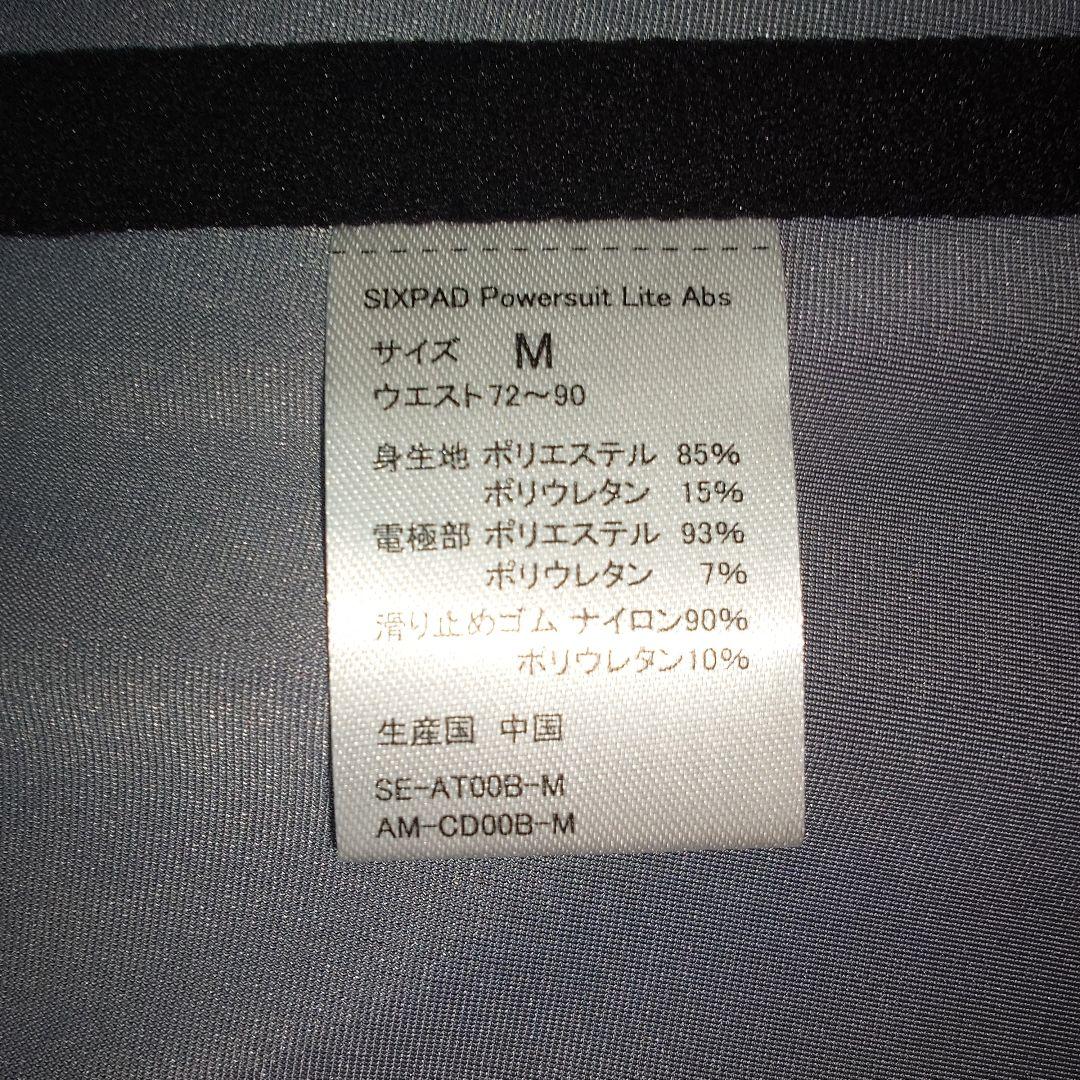 SIXPAD Powersuit Lite Abs
サイズ M
ウエスト72～90
身生地 ポリエステル 85%
ポリウレタン 15%
電極部 ポリエステル 93%
ポリウレタン 7%
滑り止めゴム ナイロン90%
ポリウレタン10%
生産国 中国
SE-AT00B-M
AM-CD00B-M